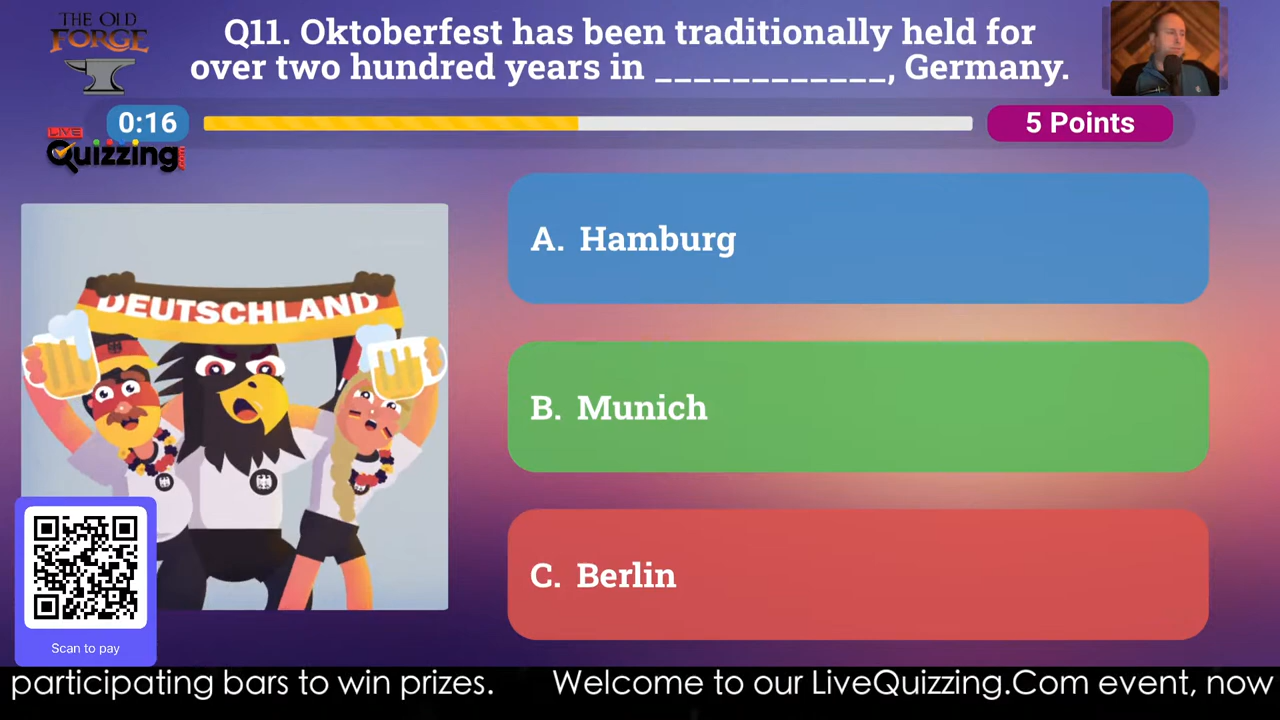 THE OLD
FORGE
Q11. Oktoberfest has been traditionally held for
over two hundred years in ____________, Germany.
0:16
5 Points
LIVE
Quizzing
.com
A. Hamburg
DEUTSCHLAND
B. Munich
C. Berlin
Scan to pay
participating bars to win prizes. Welcome to our LiveQuizzing.Com event, now